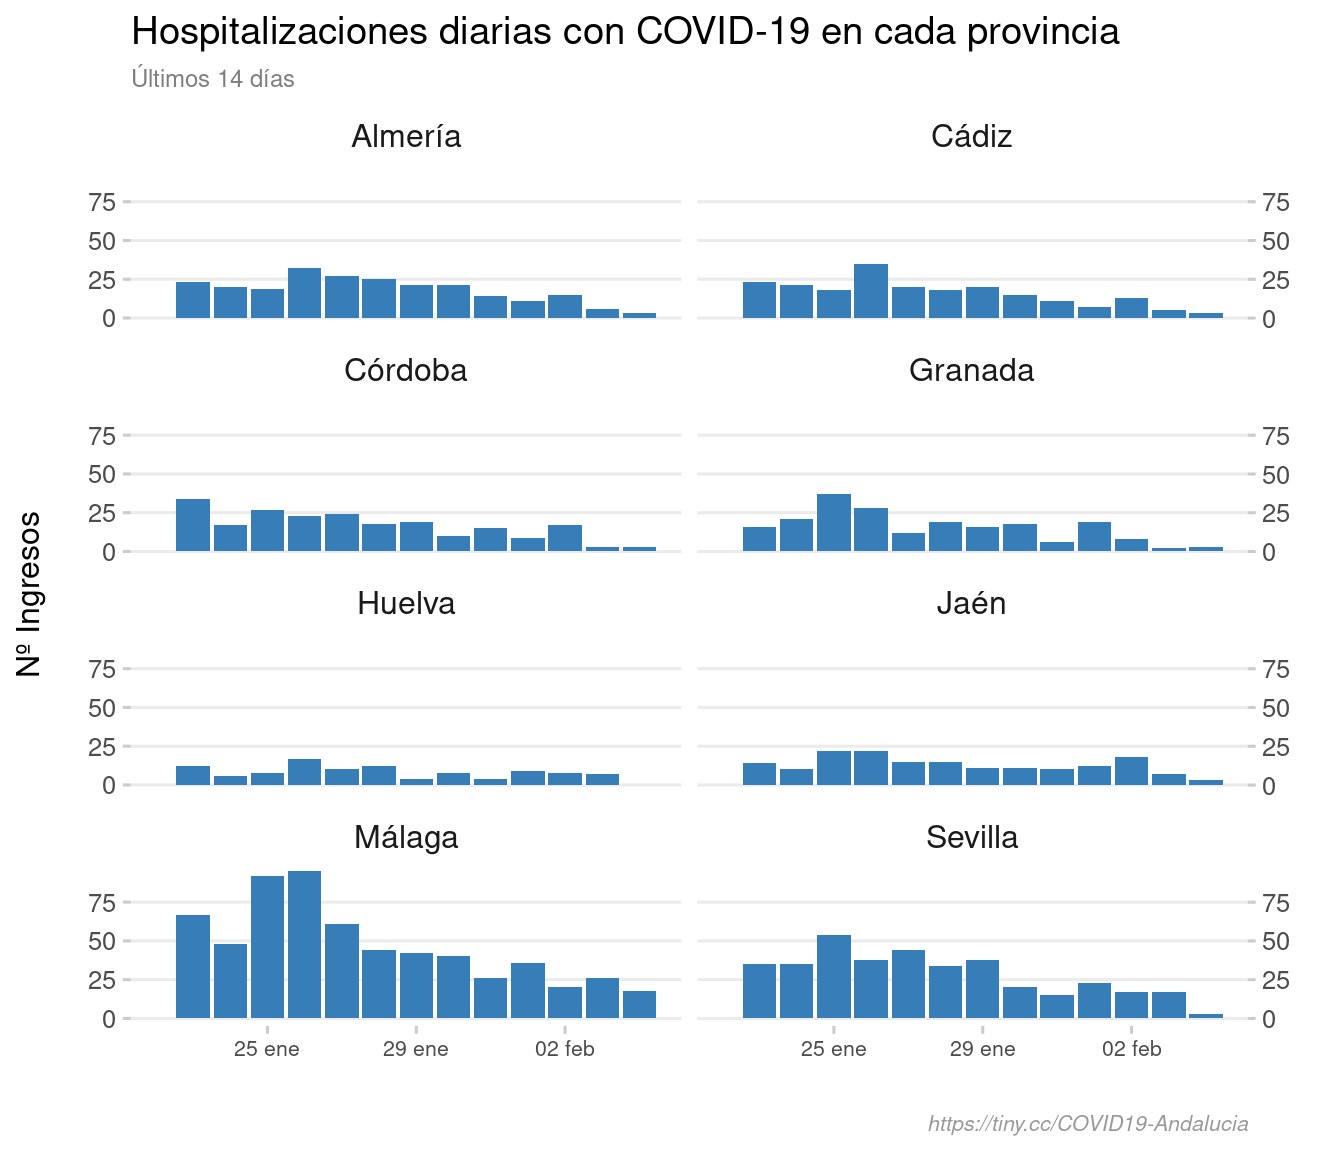 Hospitalizaciones diarias con COVID-19 en cada provincia
Últimos 14 días
Almería Cádiz
75 75
50 50
25 25
0 0
Córdoba Granada
75 75
50 50
25 25
0 0
Nº Ingresos
Huelva Jaén
75 75
50 50
25 25
0 0
Málaga Sevilla
75 75
50 50
25 25
0 0
25 ene 29 ene 02 feb 25 ene 29 ene 02 feb
https://tiny.cc/COVID19-Andalucia